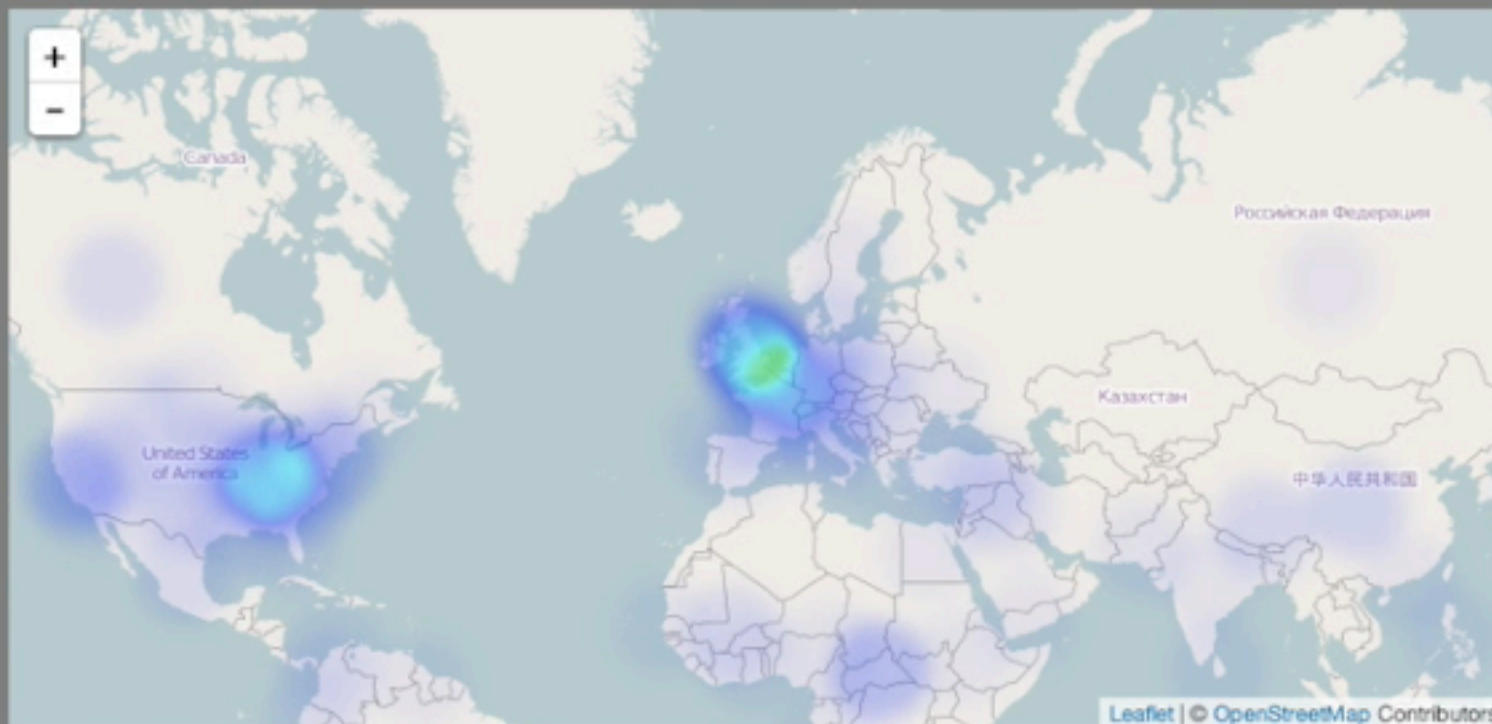 +
−
Canada
Российская Федерация
Казахстан
United States
of America
中华人民共和国
Leaflet | © OpenStreetMap Contributors